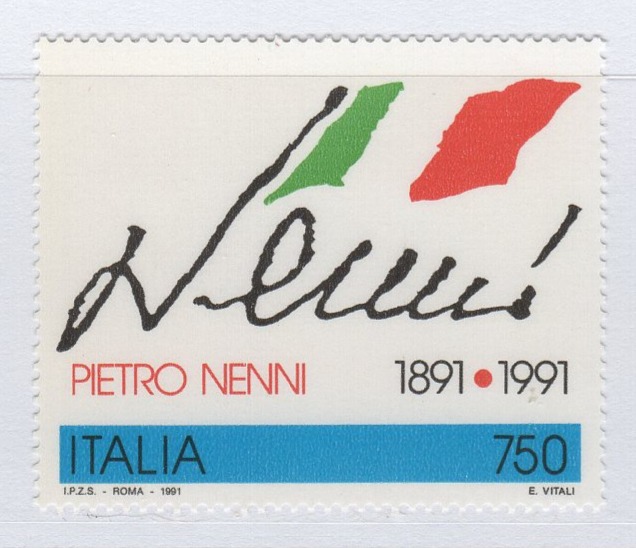 Nenni
PIETRO NENNI 1891 • 1991
ITALIA 750
I.P.Z.S. - ROMA - 1991 E. VITALI